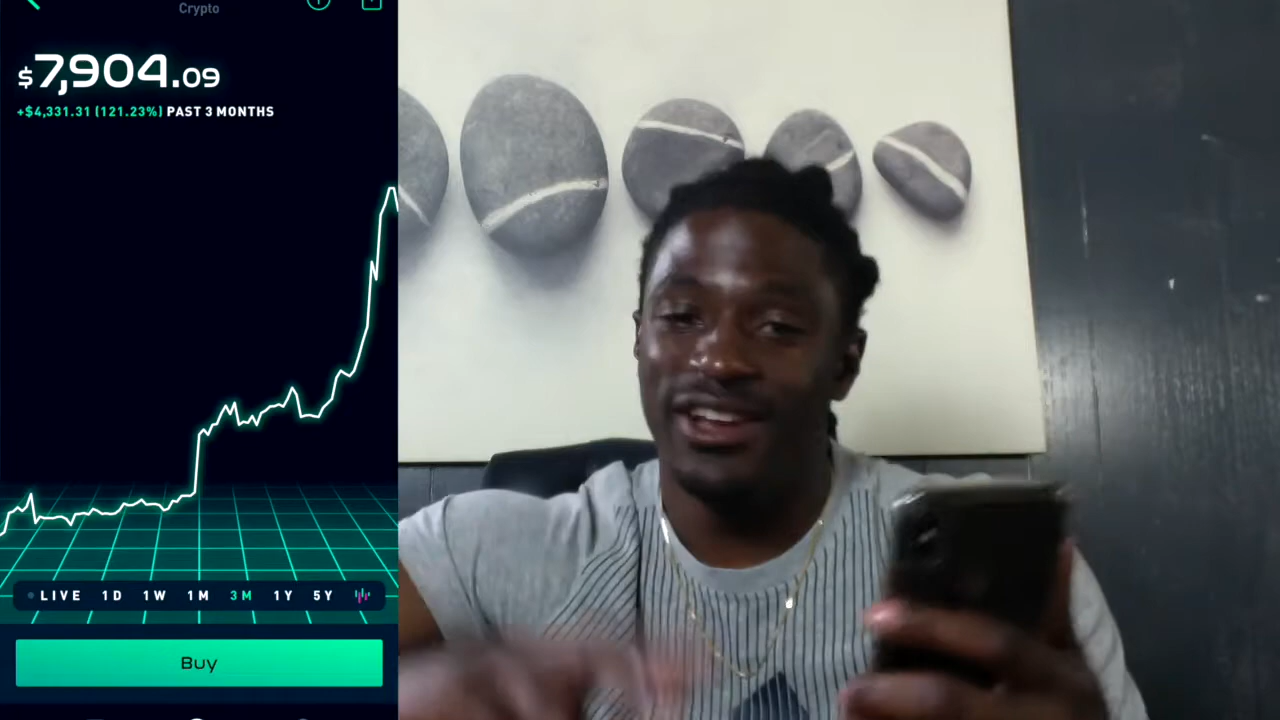 Crypto
$7,904.09
+$4,331.31 (121.23%) PAST 3 MONTHS
LIVE 1D 1W 1M 3M 1Y 5Y
Buy